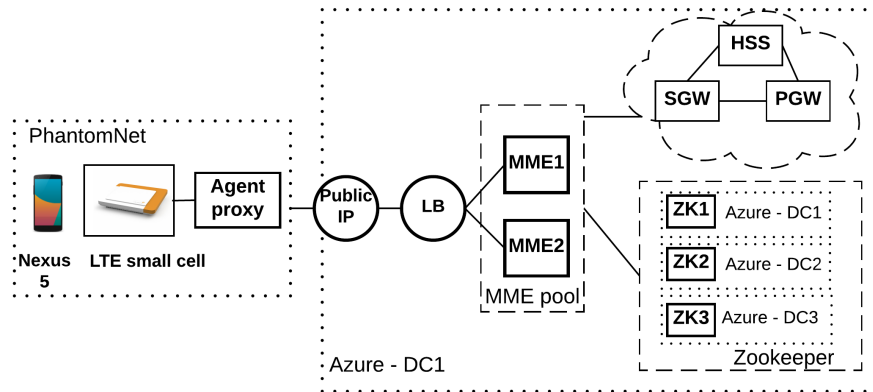 PhantomNet
Nexus
5
LTE small cell
Agent
proxy
Public
IP
LB
MME1
MME2
MME pool
HSS
SGW
PGW
ZK1
Azure - DC1
ZK2
Azure - DC2
ZK3
Azure - DC3
Zookeeper
Azure - DC1